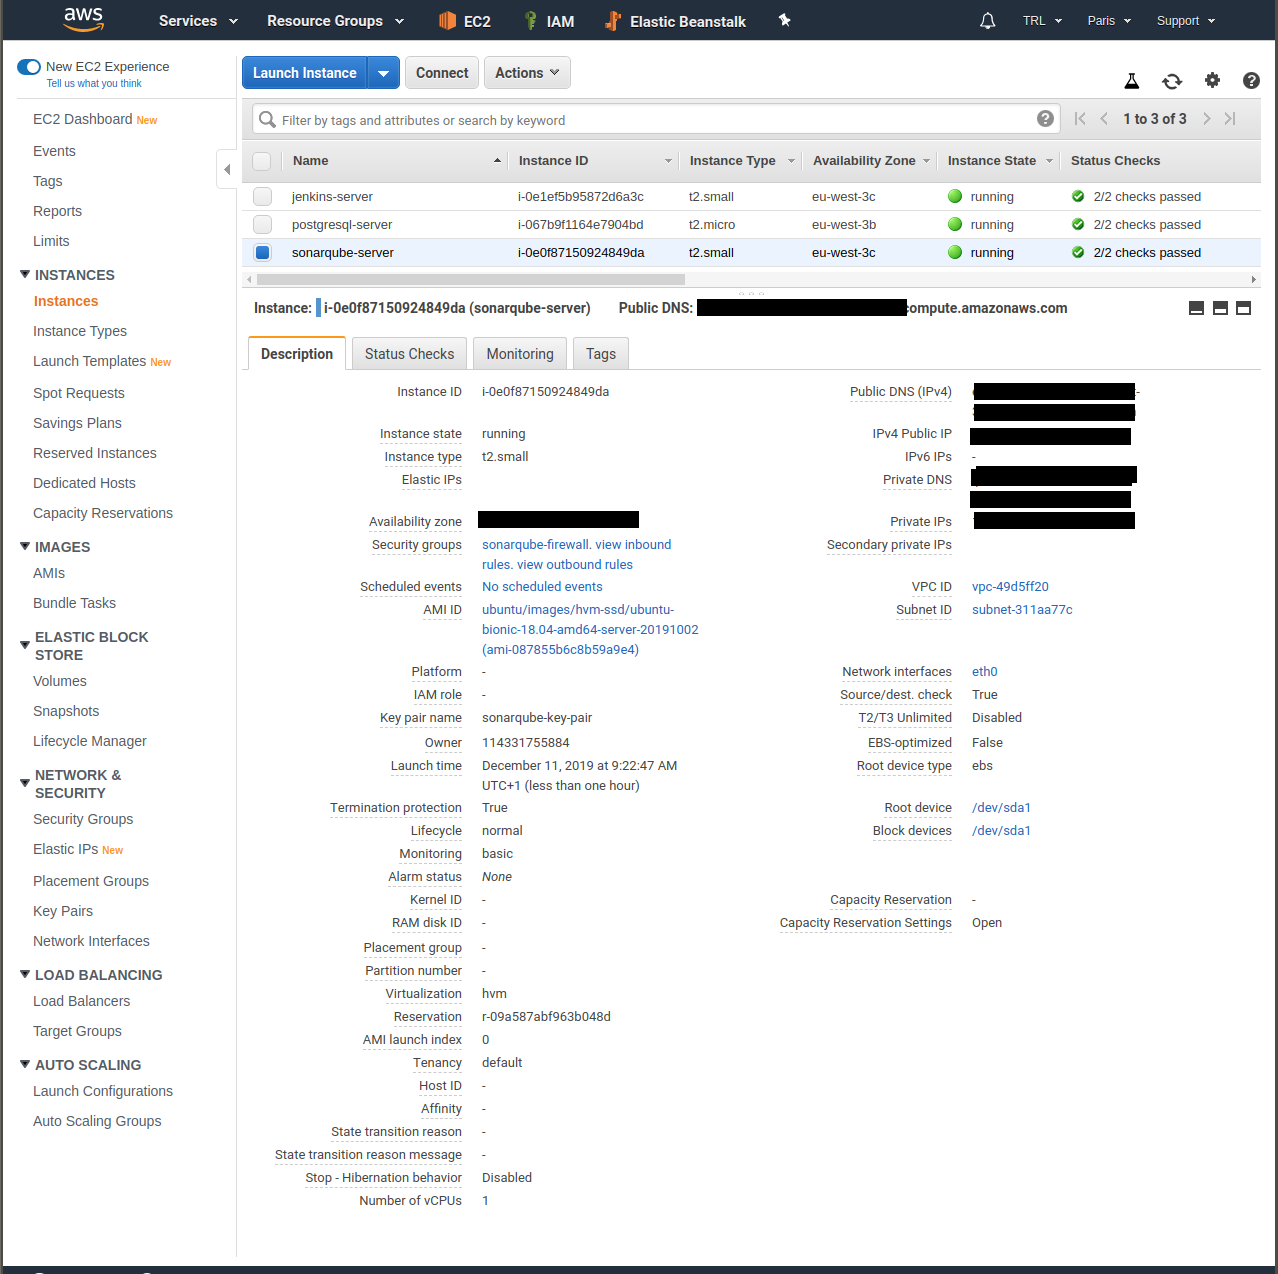 aws Services Resource Groups EC2 IAM Elastic Beanstalk TRL Paris Support
New EC2 Experience
Tell us what you think
EC2 Dashboard New
Events
Tags
Reports
Limits
INSTANCES
Instances
Instance Types
Launch Templates New
Spot Requests
Savings Plans
Reserved Instances
Dedicated Hosts
Capacity Reservations
IMAGES
AMIs
Bundle Tasks
ELASTIC BLOCK
STORE
Volumes
Snapshots
Lifecycle Manager
NETWORK &
SECURITY
Security Groups
Elastic IPs New
Placement Groups
Key Pairs
Network Interfaces
LOAD BALANCING
Load Balancers
Target Groups
AUTO SCALING
Launch Configurations
Auto Scaling Groups
Launch Instance Connect Actions
Filter by tags and attributes or search by keyword 1 to 3 of 3
Name Instance ID Instance Type Availability Zone Instance State Status Checks
jenkins-server i-0e1ef5b95872d6a3c t2.small eu-west-3c running 2/2 checks passed
postgresql-server i-067b9f1164e7904bd t2.micro eu-west-3b running 2/2 checks passed
sonarqube-server i-0e0f87150924849da t2.small eu-west-3c running 2/2 checks passed
Instance: i-0e0f87150924849da (sonarqube-server) Public DNS: compute.amazonaws.com
Description Status Checks Monitoring Tags
Instance ID i-0e0f87150924849da
Instance state running
Instance type t2.small
Elastic IPs
Availability zone
Security groups sonarqube-firewall. view inbound
rules. view outbound rules
Scheduled events No scheduled events
AMI ID ubuntu/images/hvm-ssd/ubuntu-
bionic-18.04-amd64-server-20191002
(ami-087855b6c8b59a9e4)
Platform -
IAM role -
Key pair name sonarqube-key-pair
Owner 114331755884
Launch time December 11, 2019 at 9:22:47 AM
UTC+1 (less than one hour)
Termination protection True
Lifecycle normal
Monitoring basic
Alarm status None
Kernel ID -
RAM disk ID -
Placement group -
Partition number -
Virtualization hvm
Reservation r-09a587abf963b048d
AMI launch index 0
Tenancy default
Host ID -
Affinity -
State transition reason -
State transition reason message -
Stop - Hibernation behavior Disabled
Number of vCPUs 1
Public DNS (IPv4)
IPv4 Public IP
IPv6 IPs -
Private DNS
Private IPs
Secondary private IPs
VPC ID vpc-49d5ff20
Subnet ID subnet-311aa77c
Network interfaces eth0
Source/dest. check True
T2/T3 Unlimited Disabled
EBS-optimized False
Root device type ebs
Root device /dev/sda1
Block devices /dev/sda1
Capacity Reservation -
Capacity Reservation Settings Open